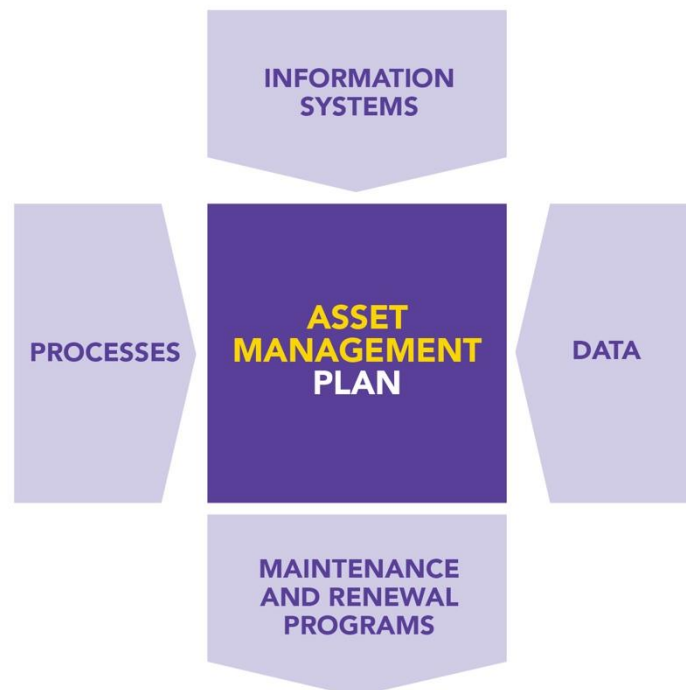 INFORMATION
SYSTEMS
PROCESSES
ASSET
MANAGEMENT
PLAN
DATA
MAINTENANCE
AND RENEWAL
PROGRAMS